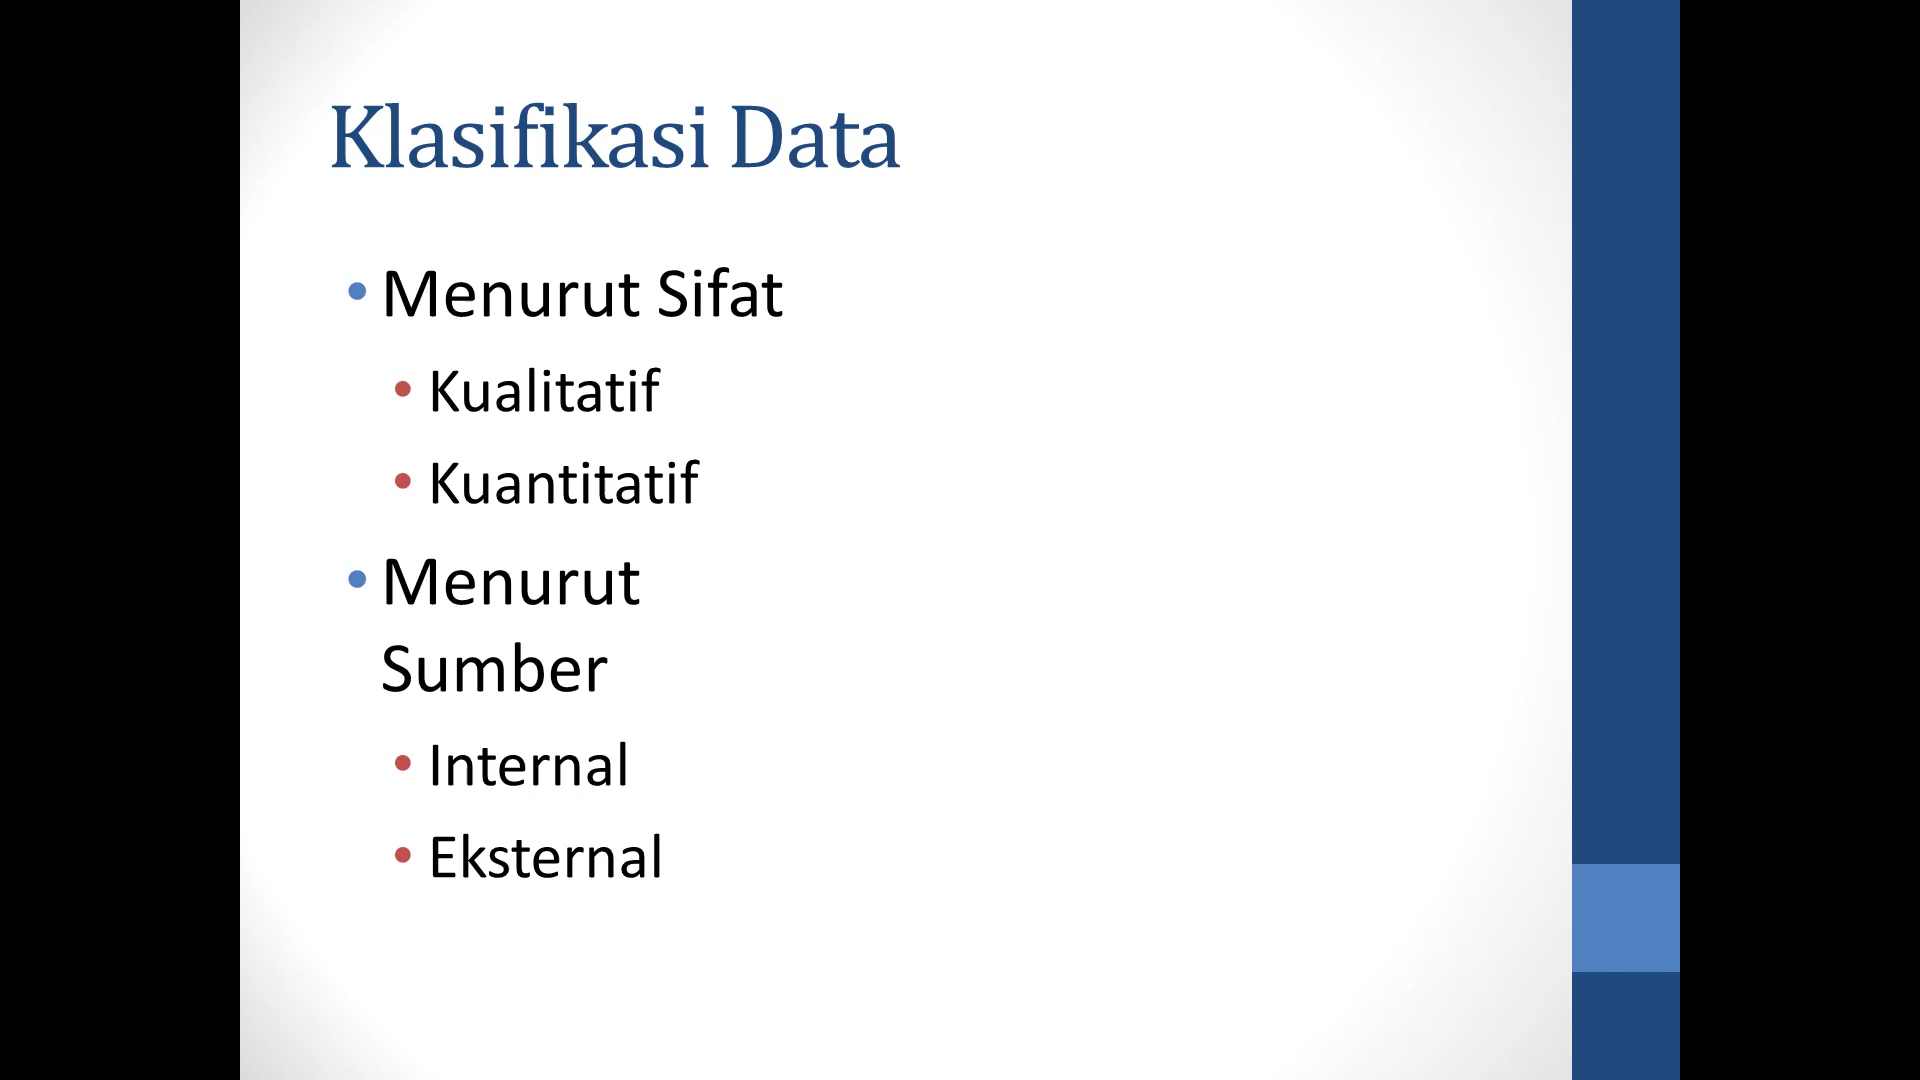 Klasifikasi Data
• Menurut Sifat
• Kualitatif
• Kuantitatif
• Menurut
Sumber
• Internal
• Eksternal